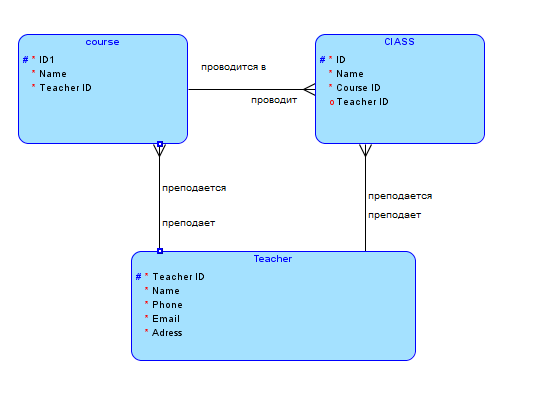 course
# * ID1
* Name
* Teacher ID
проводится в
проводит
ClASS
# * ID
* Name
* Course ID
o Teacher ID
преподается
преподает
преподается
преподает
Teacher
# * Teacher ID
* Name
* Phone
* Email
* Adress